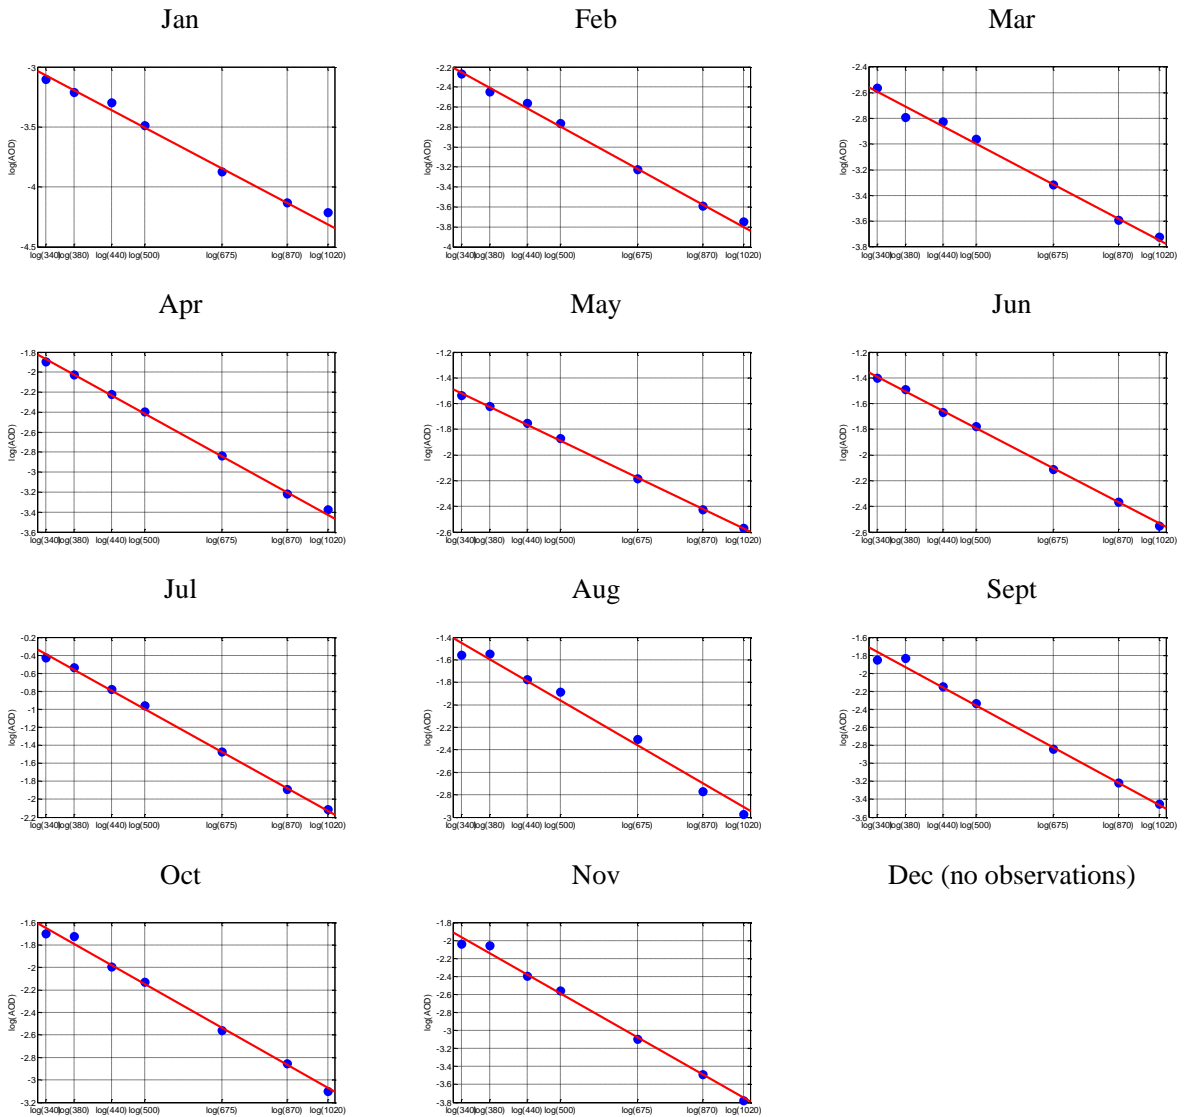 Jan
Feb
Mar
-3
-3.5
-4
-4.5
log(AOD)
log(340)
log(380)
log(440)
log(500)
log(675)
log(870)
log(1020)
-2.2
-2.4
-2.6
-2.8
-3
-3.2
-3.4
-3.6
-3.8
-4
log(AOD)
log(340)
log(380)
log(440)
log(500)
log(675)
log(870)
log(1020)
-2.4
-2.6
-2.8
-3
-3.2
-3.4
-3.6
-3.8
log(AOD)
log(340)
log(380)
log(440)
log(500)
log(675)
log(870)
log(1020)
Apr
May
Jun
-1.8
-2
-2.2
-2.4
-2.6
-2.8
-3
-3.2
-3.4
-3.6
log(AOD)
log(340)
log(380)
log(440)
log(500)
log(675)
log(870)
log(1020)
-1.2
-1.4
-1.6
-1.8
-2
-2.2
-2.4
-2.6
log(AOD)
log(340)
log(380)
log(440)
log(500)
log(675)
log(870)
log(1020)
-1.2
-1.4
-1.6
-1.8
-2
-2.2
-2.4
-2.6
log(AOD)
log(340)
log(380)
log(440)
log(500)
log(675)
log(870)
log(1020)
Jul
Aug
Sept
-0.2
-0.4
-0.6
-0.8
-1
-1.2
-1.4
-1.6
-1.8
-2
-2.2
log(AOD)
log(340)
log(380)
log(440)
log(500)
log(675)
log(870)
log(1020)
-1.4
-1.6
-1.8
-2
-2.2
-2.4
-2.6
-2.8
-3
log(AOD)
log(340)
log(380)
log(440)
log(500)
log(675)
log(870)
log(1020)
-1.6
-1.8
-2
-2.2
-2.4
-2.6
-2.8
-3
-3.2
-3.4
-3.6
log(AOD)
log(340)
log(380)
log(440)
log(500)
log(675)
log(870)
log(1020)
Oct
Nov
Dec (no observations)
-1.6
-1.8
-2
-2.2
-2.4
-2.6
-2.8
-3
-3.2
log(AOD)
log(340)
log(380)
log(440)
log(500)
log(675)
log(870)
log(1020)
-1.8
-2
-2.2
-2.4
-2.6
-2.8
-3
-3.2
-3.4
-3.6
-3.8
log(AOD)
log(340)
log(380)
log(440)
log(500)
log(675)
log(870)
log(1020)